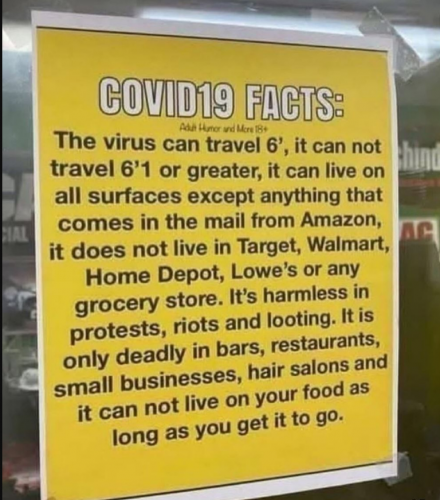 COVID19 FACTS:
Adult Humor and More 18+
The virus can travel 6', it can not
travel 6'1 or greater, it can live on
all surfaces except anything that
comes in the mail from Amazon,
it does not live in Target, Walmart,
Home Depot, Lowe's or any
grocery store. It's harmless in
protests, riots and looting. It is
only deadly in bars, restaurants,
small businesses, hair salons and
it can not live on your food as
long as you get it to go.